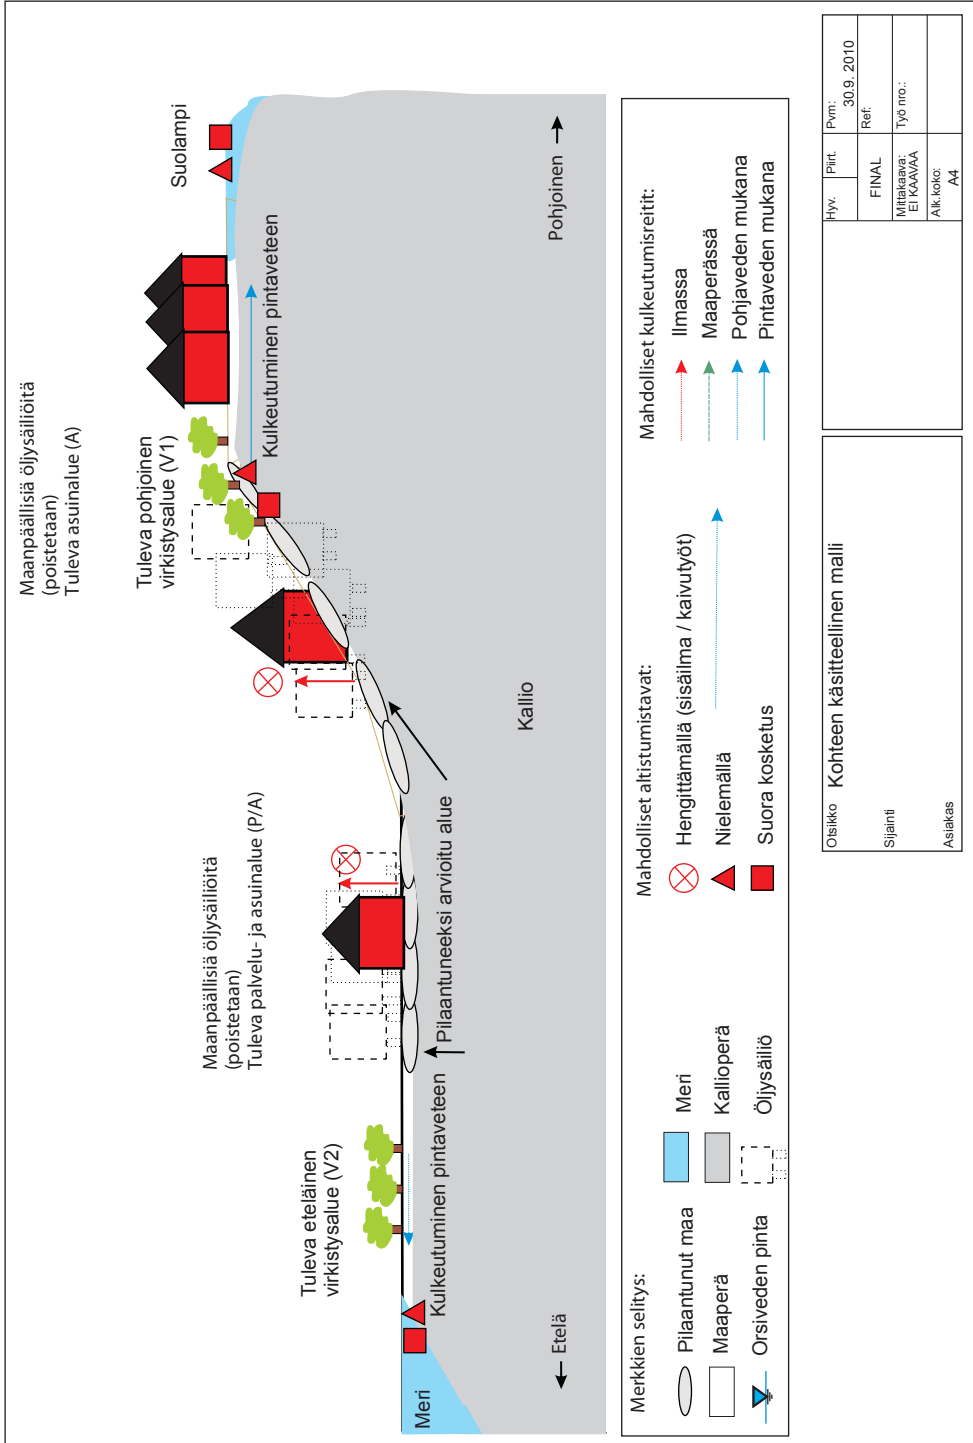 Maanpäällisiä öljysäiliöitä
(poistetaan)
Tuleva palvelu- ja asuinalue (P/A)
Maanpäällisiä öljysäiliöitä
(poistetaan)
Tuleva asuinalue (A)
Tuleva eteläinen
virkistysalue (V2)
Tuleva pohjoinen
virkistysalue (V1)
Suolampi
Meri
Kulkeutuminen pintaveteen
Pilaantuneeksi arvioitu alue
Kulkeutuminen pintaveteen
Kallio
Etelä
Pohjoinen
Merkkien selitys:
Pilaantunut maa
Maaperä
Orsiveden pinta
Meri
Kallioperä
Öljysäiliö
Mahdolliset altistumistavat:
Hengittämällä (sisäilma / kaivutyöt)
Nielemällä
Suora kosketus
Mahdolliset kulkeutumisreitit:
Ilmassa
Maaperässä
Pohjaveden mukana
Pintaveden mukana
Otsikko
Kohteen käsitteellinen malli
Sijainti
Asiakas
Hyv.
Piirt.
Pvm:
30.9. 2010
FINAL
Ref:
Mittakaava:
EI KAAVAA
Työ nro.:
Alk.koko:
A4